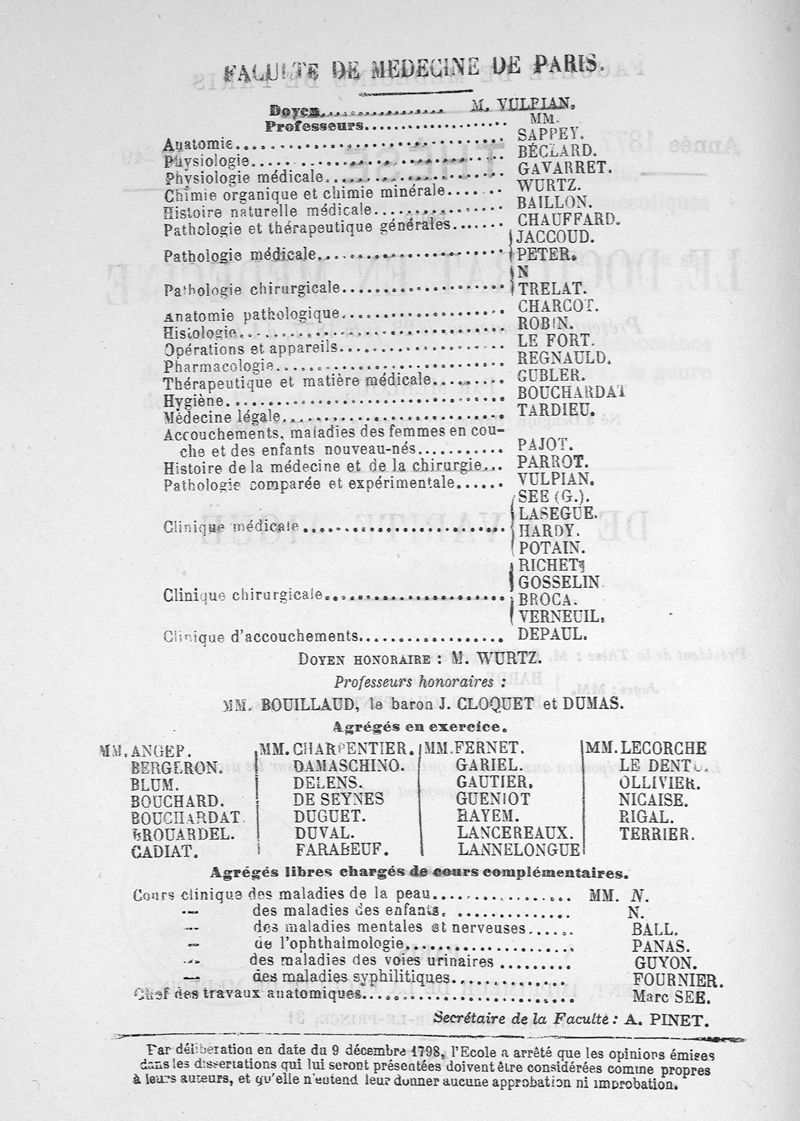 FACULTE DE MEDECINE DE PARIS.
Doyen........................ M. VULPIAN.
Professeurs........................ MM.
Anatomie........................ SAPPEY.
Physiologie........................ BÉCLARD.
Physiologie médicale........................ GAVARRET.
Chimie organique et chimie minérale........ WURTZ.
Histoire naturelle médicale........................ BAILLON.
Pathologie et thérapeutique générales....... CHAUFFARD.
JACCOUD.
Pathologie médicale........................ PETER.
N
Pathologie chirurgicale........................ TRELAT.
Anatomie pathologique........................ CHARCOT.
Histologie........................ ROBIN.
Opérations et appareils........................ LE FORT.
Pharmacologie........................ REGNAULD.
Thérapeutique et matière médicale.......... GUBLER.
Hygiène........................ BOUCHARDAT
Médecine légale........................ TARDIEU.
Accouchements, maladies des femmes en cou-
che et des enfants nouveau-nés........... PAJOT.
Histoire de la médecine et de la chirurgie... PARROT.
Pathologie comparée et expérimentale...... VULPIAN.
SEE (G.).
LASEGUE.
Clinique médicale........................ HARDY.
POTAIN.
RICHET
GOSSELIN
Clinique chirurgicale........................ BROCA.
VERNEUIL.
Clinique d'accouchements.................. DEPAUL.
DOYEN HONORAIRE : M. WURTZ.
Professeurs honoraires :
MM. BOUILLAUD, le baron J. CLOQUET et DUMAS.
Agrégés en exercice.
MM. ANGER. MM. CHARPENTIER. MM. FERNET. MM. LECORCHE
BERGERON. DAMASCHINO. GARIEL. LE DENTU.
BLUM. DELENS. GAUTIER. OLLIVIER.
BOUCHARD. DE SEYNES GUENIOT NICAISE.
BOUCHARDAT DUGUET. HAYEM. RIGAL.
BROUARDEL. DUVAL. LANCEREAUX. TERRIER.
CADIAT. FARABEUF. LANNELONGUE
Agrégés libres chargés de cours complémentaires.
Cours clinique des maladies de la peau................ MM. N.
— des maladies des enfants. .............. N.
— des maladies mentales et nerveuses...... BALL.
— de l'ophthalmologie..................... PANAS.
— des maladies des voies urinaires ......... GUYON.
— des maladies syphilitiques.............. FOURNIER.
Chef des travaux anatomiques........................ Marc SEE.
Secrétaire de la Faculté : A. PINET.
Par délibération en date du 9 décembre 1798, l'Ecole a arrêté que les opinions émises
dans les dissertations qui lui seront présentées doivent être considérées comme propres
à leurs auteurs, et qu'elle n'entend leur donner aucune approbation ni improbation.